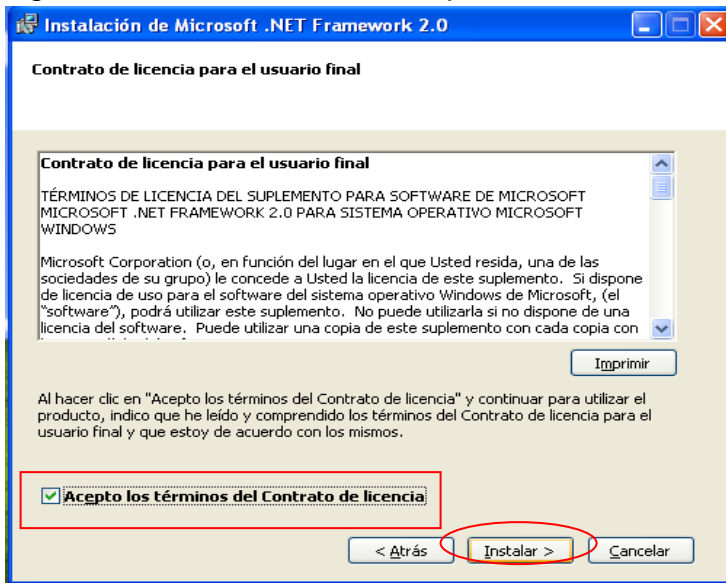 Instalación de Microsoft .NET Framework 2.0
Contrato de licencia para el usuario final
Contrato de licencia para el usuario final
TÉRMINOS DE LICENCIA DEL SUPLEMENTO PARA SOFTWARE DE MICROSOFT
MICROSOFT .NET FRAMEWORK 2.0 PARA SISTEMA OPERATIVO MICROSOFT
WINDOWS
Microsoft Corporation (o, en función del lugar en el que Usted resida, una de las
sociedades de su grupo) le concede a Usted la licencia de este suplemento. Si dispone
de licencia de uso para el software del sistema operativo Windows de Microsoft, (el
"software"), podrá utilizar este suplemento. No puede utilizarla si no dispone de una
licencia del software. Puede utilizar una copia de este suplemento con cada copia con
Imprimir
Al hacer clic en "Acepto los términos del Contrato de licencia" y continuar para utilizar el
producto, indico que he leído y comprendido los términos del Contrato de licencia para el
usuario final y que estoy de acuerdo con los mismos.
Acepto los términos del Contrato de licencia
< Atrás
Instalar >
Cancelar